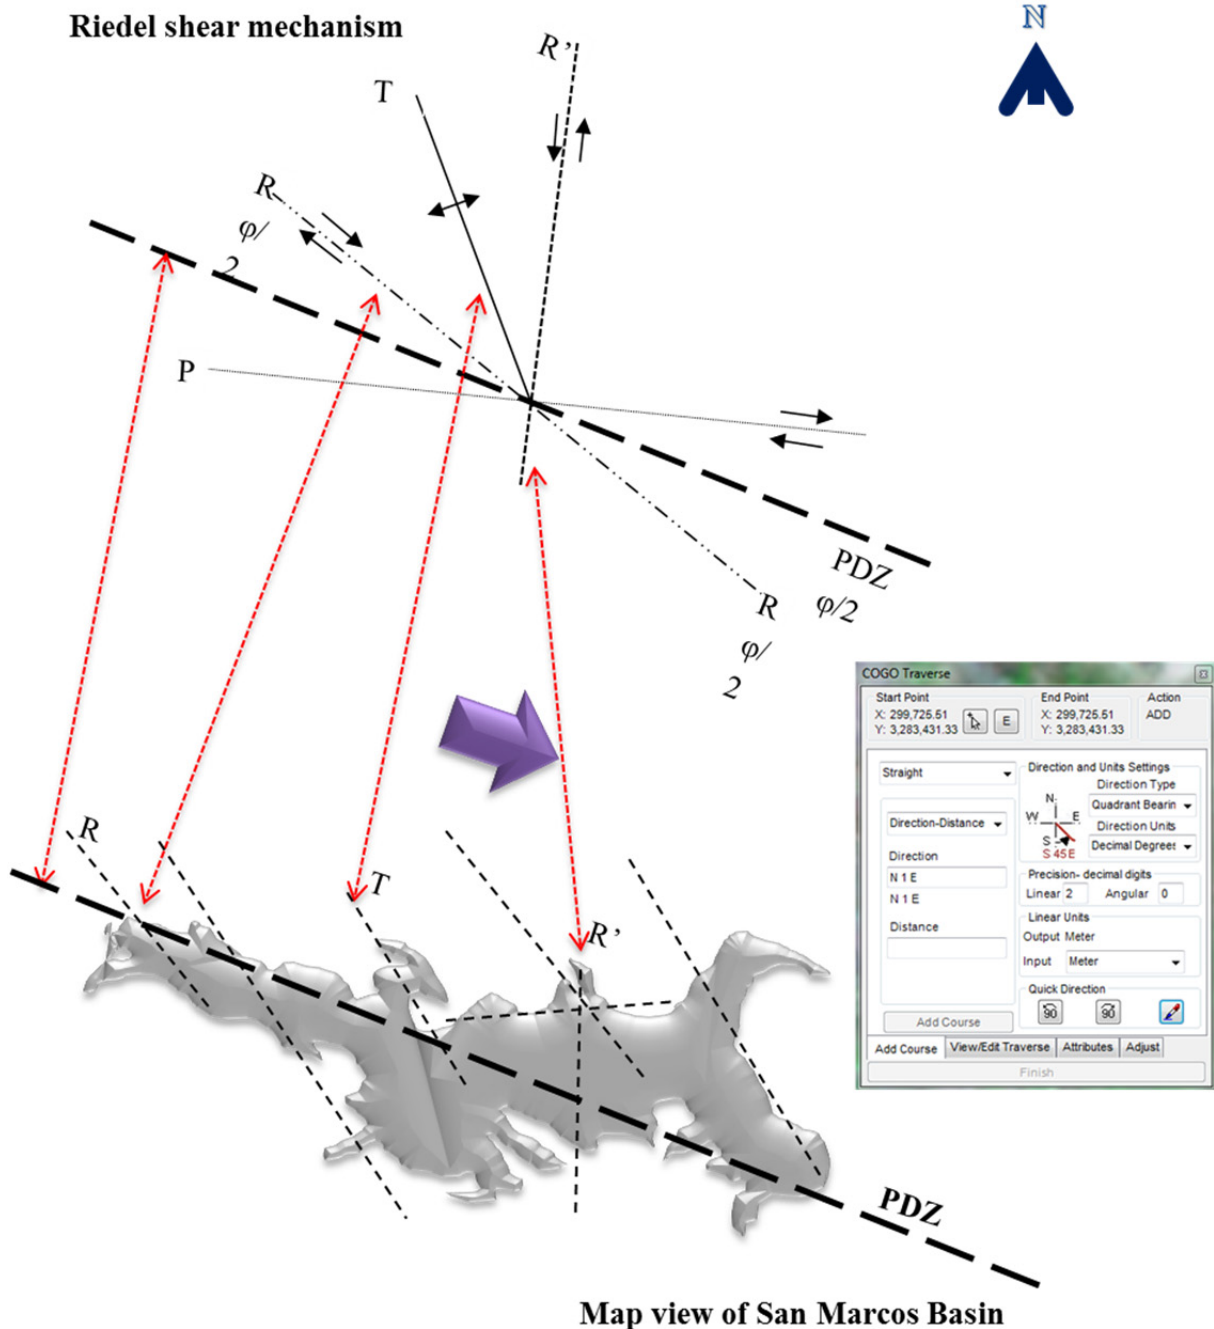 Riedel shear mechanism
N
R’
T
R
φ/
2
P
PDZ
φ/2
R
φ/
2
COGO Traverse
Start Point
X: 299,725.51
Y: 3,283,431.33
E
End Point
X: 299,725.51
Y: 3,283,431.33
Action
ADD
Straight
Direction-Distance
Direction
N 1 E
N 1 E
Distance
Add Course
Direction and Units Settings
Direction Type
Quadrant Bearin
Direction Units
Decimal Degrees
N
W E
S
S 45 E
Precision- decimal digits
Linear 2 Angular 0
Linear Units
Output Meter
Input Meter
Quick Direction
90
90
Add Course View/Edit Traverse Attributes Adjust
Finish
R
T
R’
PDZ
Map view of San Marcos Basin